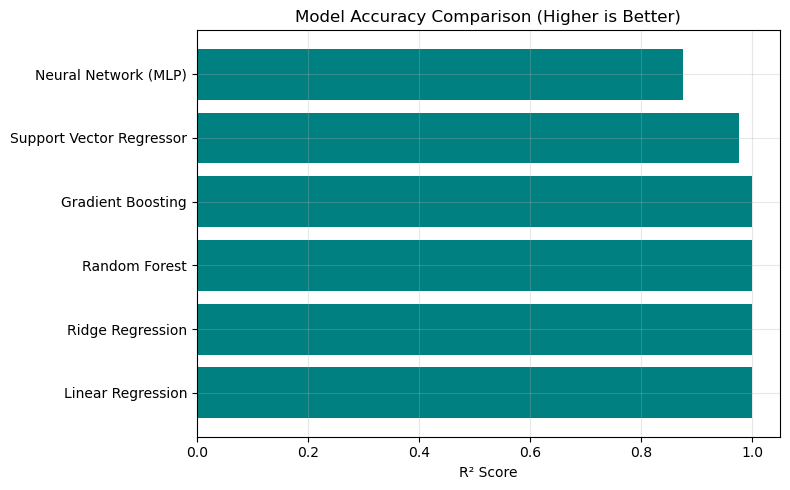 Model Accuracy Comparison (Higher is Better)
Neural Network (MLP)
Support Vector Regressor
Gradient Boosting
Random Forest
Ridge Regression
Linear Regression
0.0 0.2 0.4 0.6 0.8 1.0
R² Score